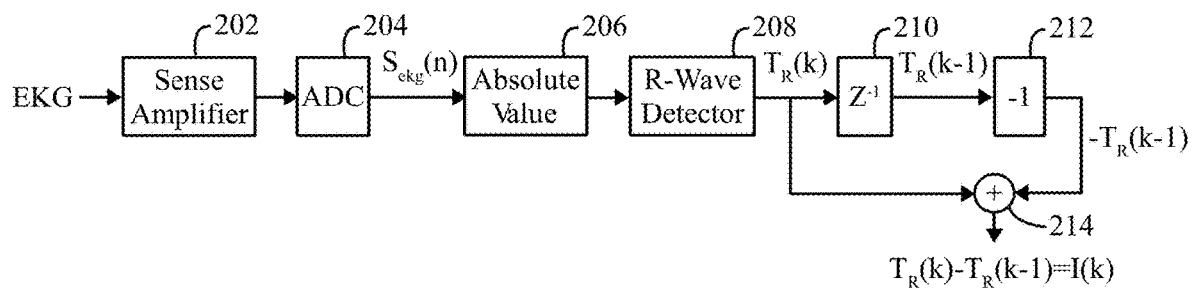 202
204
206
208
210
212
EKG
Sense
Amplifier
ADC
S_ekg(n)
Absolute
Value
R-Wave
Detector
T_R(k)
Z⁻¹
T_R(k-1)
-1
-T_R(k-1)
+
214
T_R(k)-T_R(k-1)=I(k)